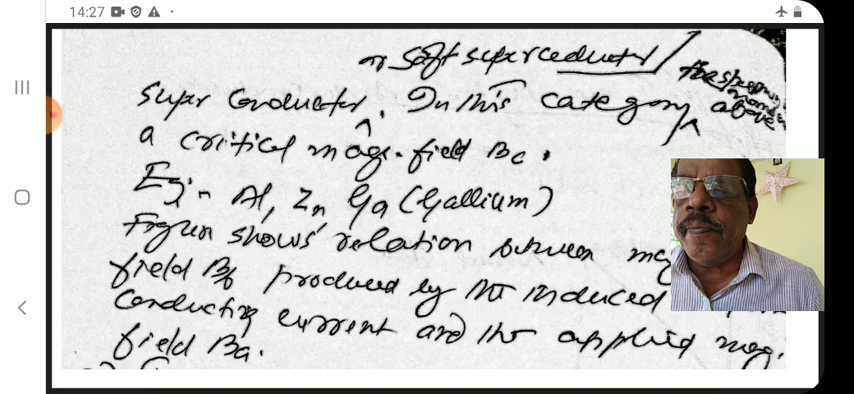 14:27
or soft superconductor /
above
Super Conductor. In this category
a critical mag. field Bc.
Eg:- Al, Zn Ga (Gallium)
Figure shows relation between mag
field Bf produced by the induced
Conducting current and the applied mag.
field Ba.